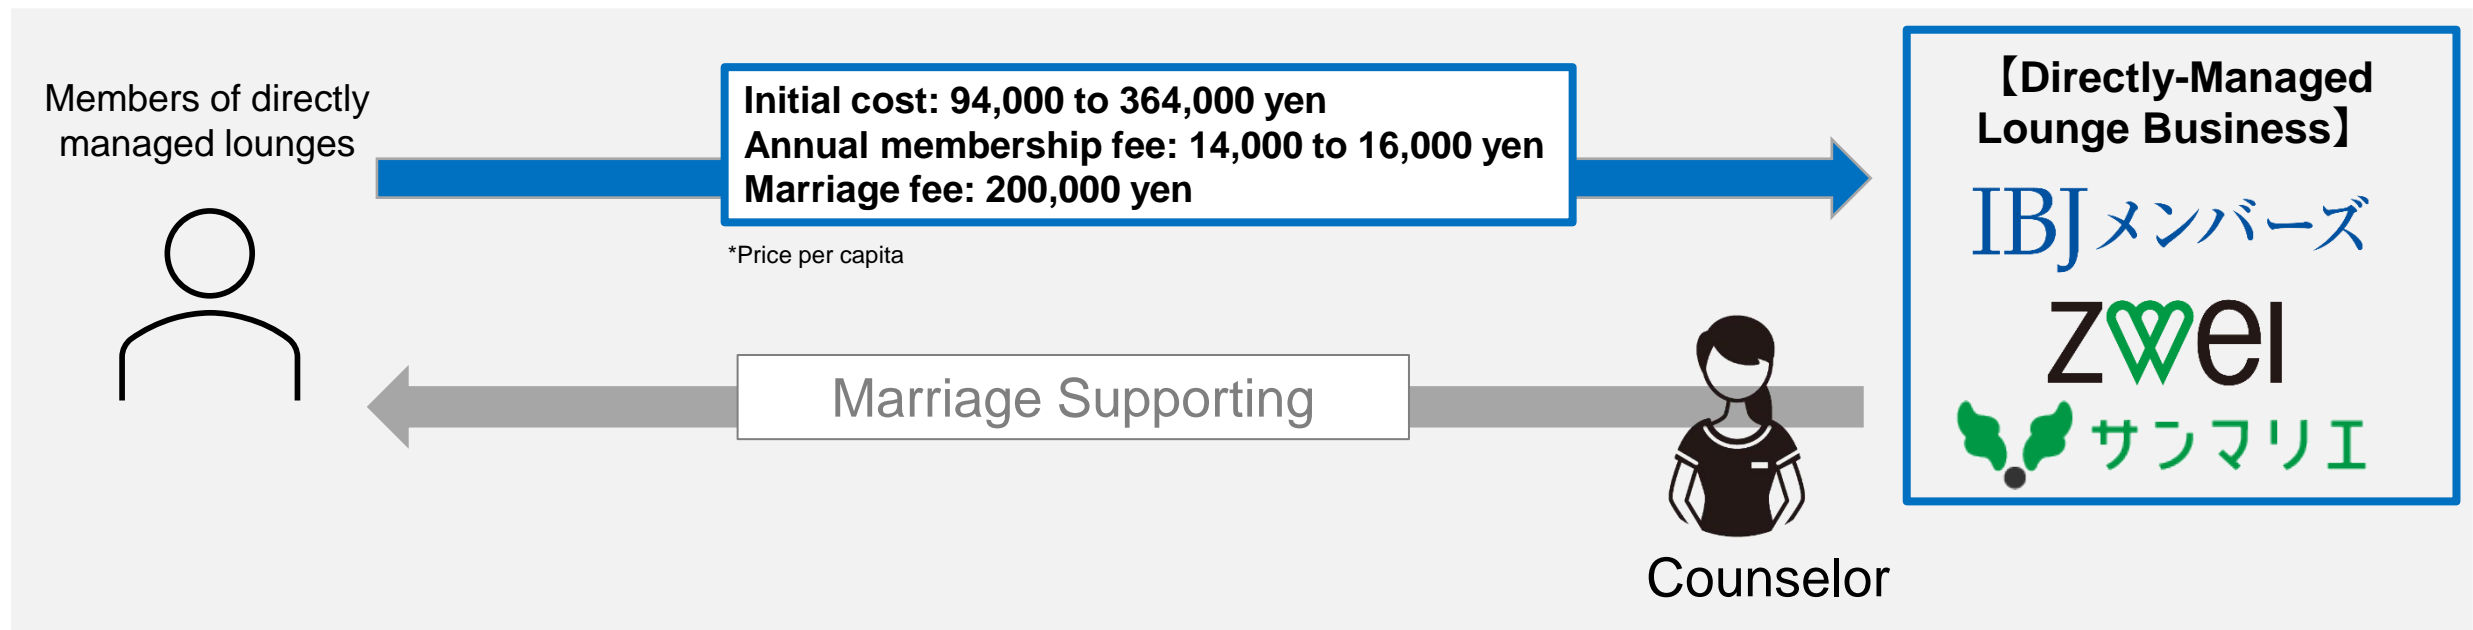 Members of directly
managed lounges
Initial cost: 94,000 to 364,000 yen
Annual membership fee: 14,000 to 16,000 yen
Marriage fee: 200,000 yen
*Price per capita
Marriage Supporting
Counselor
【Directly-Managed
Lounge Business】
IBJメンバーズ
zwei
サンマリエ